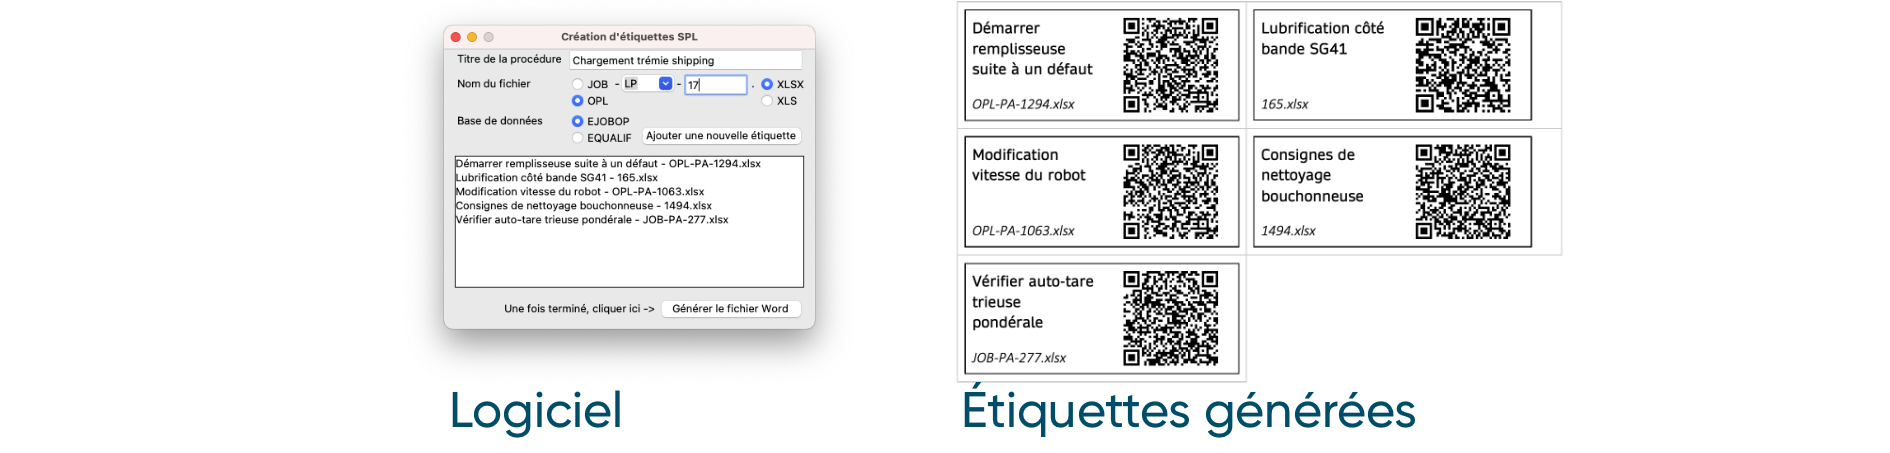 Création d'étiquettes SPL
Titre de la procédure Chargement trémie shipping
Nom du fichier JOB - LP - 17 . XLSX
OPL XLS
Base de données EJOBOP
EQUALIF Ajouter une nouvelle étiquette
Démarrer remplisseuse suite à un défaut - OPL-PA-1294.xlsx
Lubrification côté bande SG41 - 165.xlsx
Modification vitesse du robot - OPL-PA-1063.xlsx
Consignes de nettoyage bouchonneuse - 1494.xlsx
Vérifier auto-tare trieuse pondérale - JOB-PA-277.xlsx
Une fois terminé, cliquer ici -> Générer le fichier Word
Logiciel
Démarrer
remplisseuse
suite à un défaut
OPL-PA-1294.xlsx
Lubrification côté
bande SG41
165.xlsx
Modification
vitesse du robot
OPL-PA-1063.xlsx
Consignes de
nettoyage
bouchonneuse
1494.xlsx
Vérifier auto-tare
trieuse
pondérale
JOB-PA-277.xlsx
Étiquettes générées